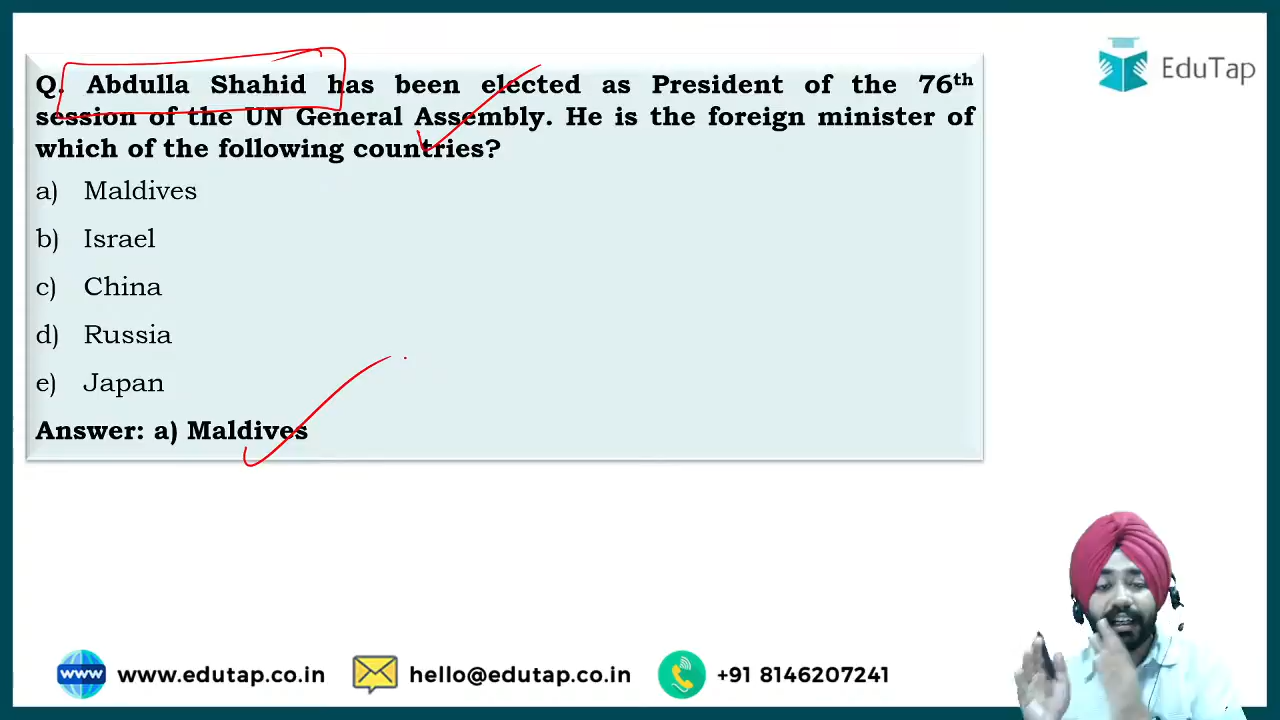 EduTap
Q. Abdulla Shahid has been elected as President of the 76th
session of the UN General Assembly. He is the foreign minister of
which of the following countries?
a) Maldives
b) Israel
c) China
d) Russia
e) Japan
Answer: a) Maldives
WWW www.edutap.co.in hello@edutap.co.in +91 8146207241